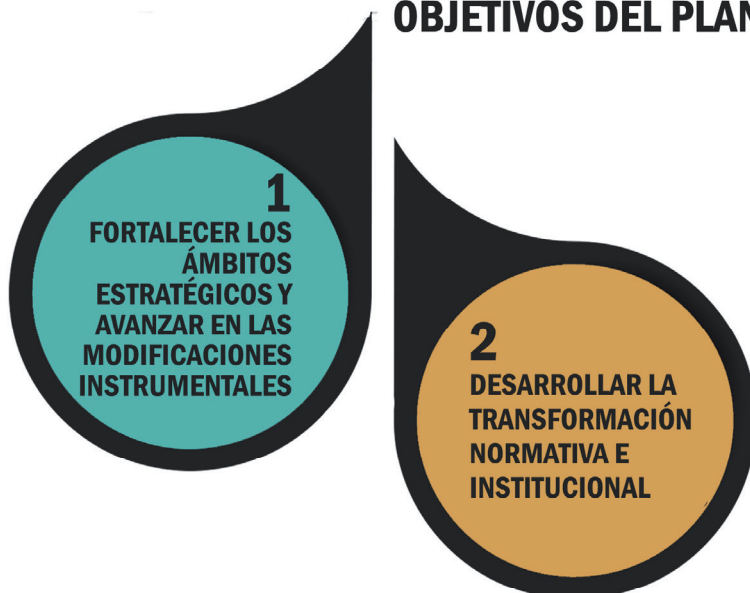 OBJETIVOS DEL PLAN
1
FORTALECER LOS
ÁMBITOS
ESTRATÉGICOS Y
AVANZAR EN LAS
MODIFICACIONES
INSTRUMENTALES
2
DESARROLLAR LA
TRANSFORMACIÓN
NORMATIVA E
INSTITUCIONAL